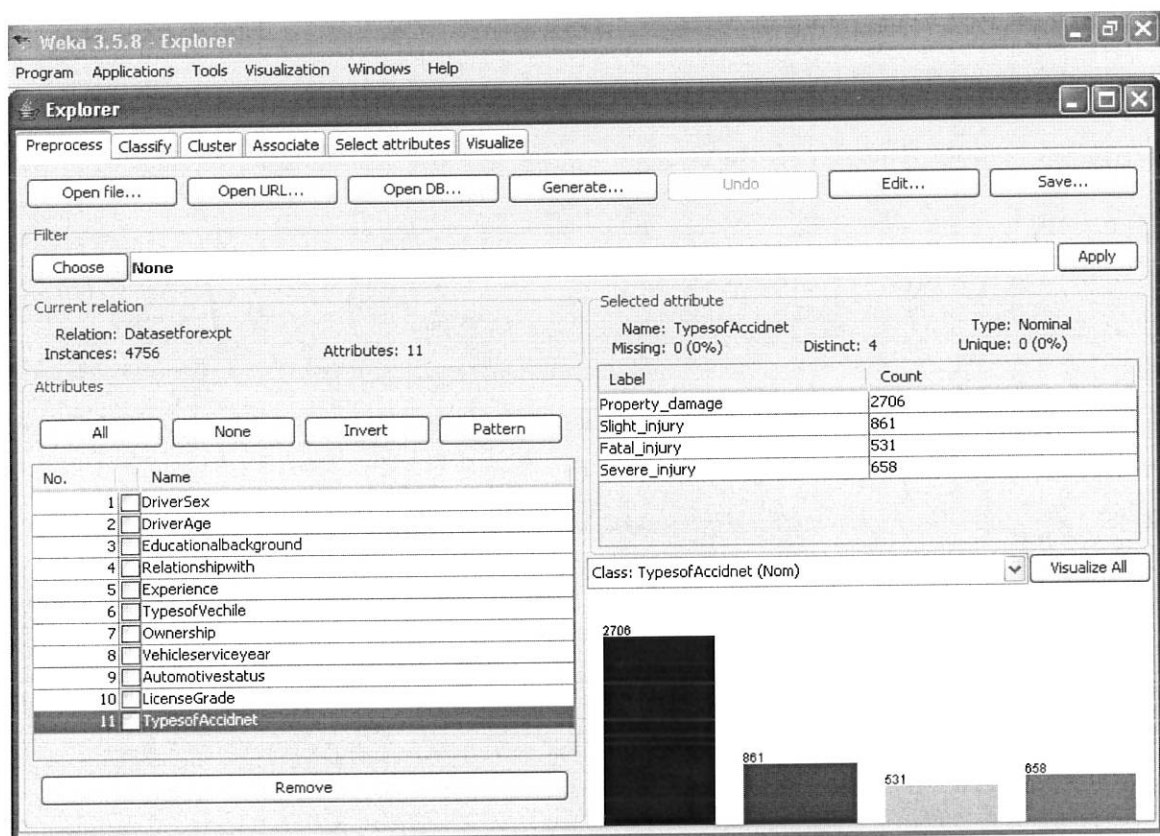 Weka 3.5.8 - Explorer
Program Applications Tools Visualization Windows Help
Explorer
Preprocess Classify Cluster Associate Select attributes Visualize
Open file... Open URL... Open DB... Generate... Undo Edit... Save...
Filter
Choose None Apply
Current relation
Relation: Datasetforexpt
Instances: 4756 Attributes: 11
Attributes
All None Invert Pattern
No. Name
1 DriverSex
2 DriverAge
3 Educationalbackground
4 Relationshipwith
5 Experience
6 TypesofVechile
7 Ownership
8 Vehicleserviceyear
9 Automotivestatus
10 LicenseGrade
11 TypesofAccidnet
Remove
Selected attribute
Name: TypesofAccidnet Type: Nominal
Missing: 0 (0%) Distinct: 4 Unique: 0 (0%)
Label Count
Property_damage 2706
Slight_injury 861
Fatal_injury 531
Severe_injury 658
Class: TypesofAccidnet (Nom) Visualize All
2706
861
531
658